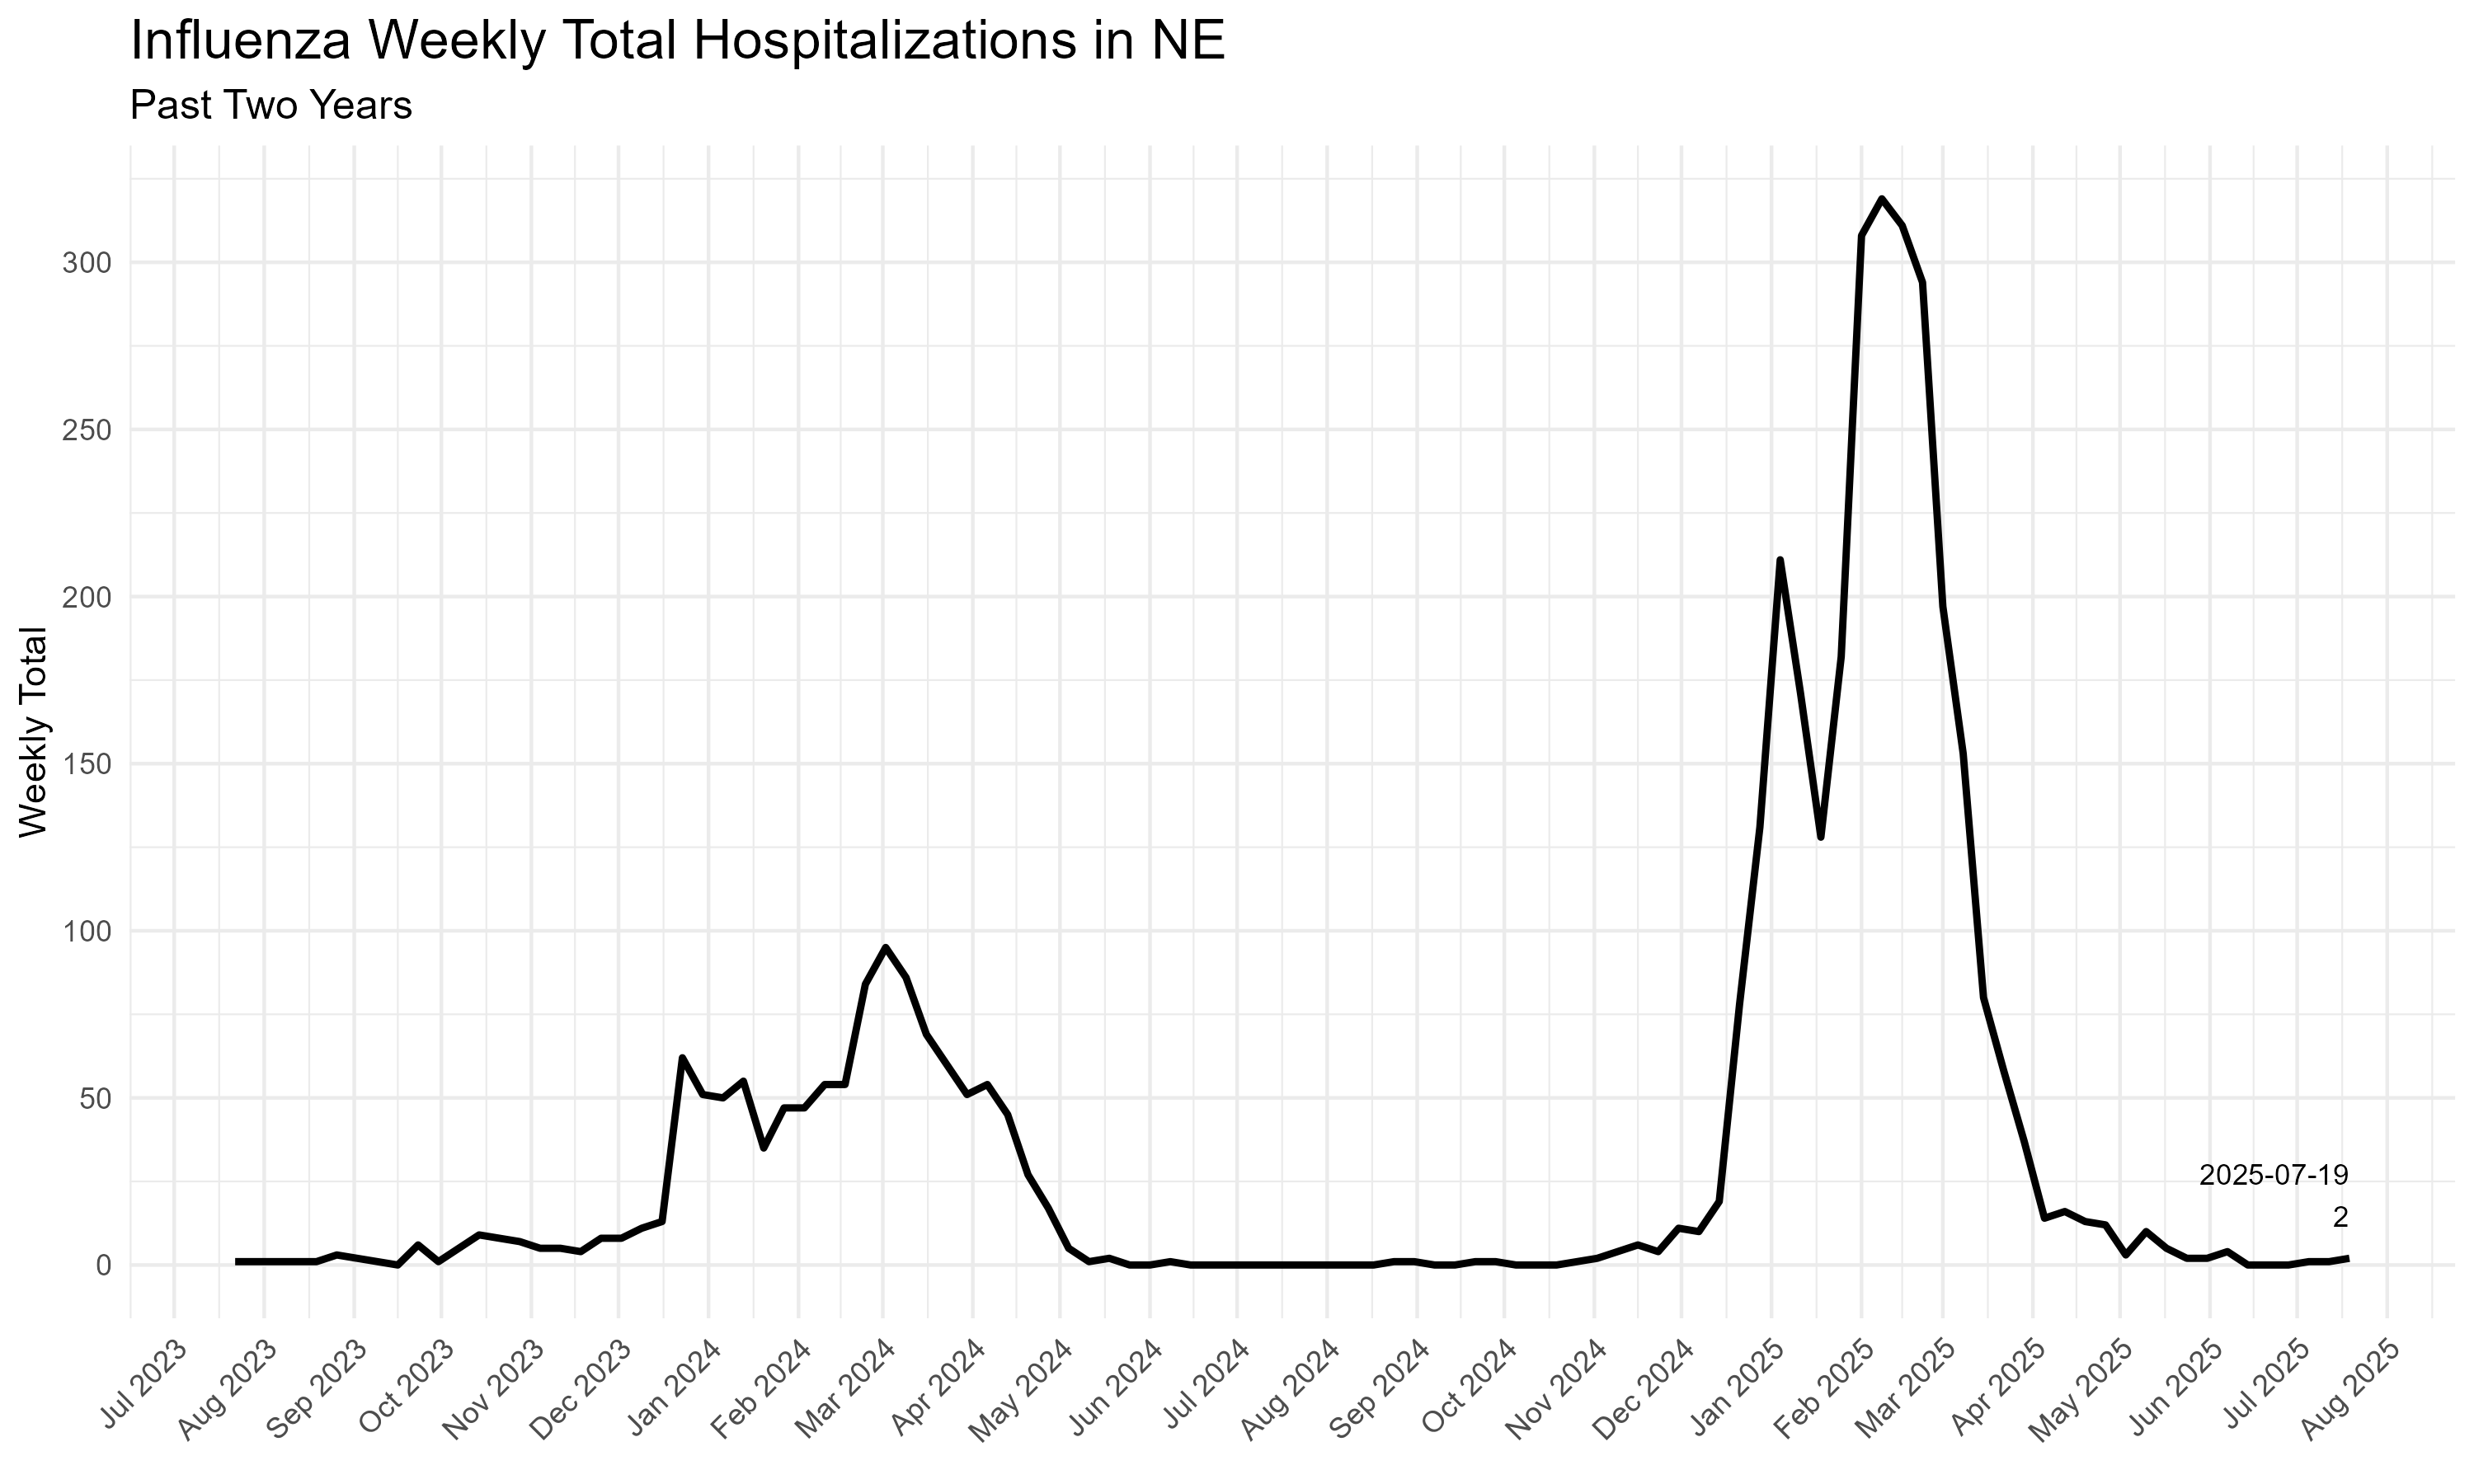 Influenza Weekly Total Hospitalizations in NE
Past Two Years
Weekly Total
300
250
200
150
100
50
0
2025-07-19
2
Jul 2023
Aug 2023
Sep 2023
Oct 2023
Nov 2023
Dec 2023
Jan 2024
Feb 2024
Mar 2024
Apr 2024
May 2024
Jun 2024
Jul 2024
Aug 2024
Sep 2024
Oct 2024
Nov 2024
Dec 2024
Jan 2025
Feb 2025
Mar 2025
Apr 2025
May 2025
Jun 2025
Jul 2025
Aug 2025